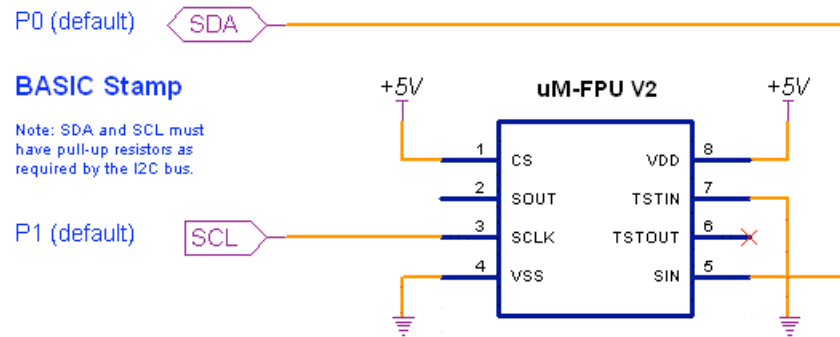 P0 (default)
SDA
BASIC Stamp
+5V
uM-FPU V2
+5V
Note: SDA and SCL must
have pull-up resistors as
required by the I2C bus.
1
CS
VDD
8
2
SOUT
TSTIN
7
P1 (default)
SCL
3
SCLK
TSTOUT
6
4
VSS
SIN
5